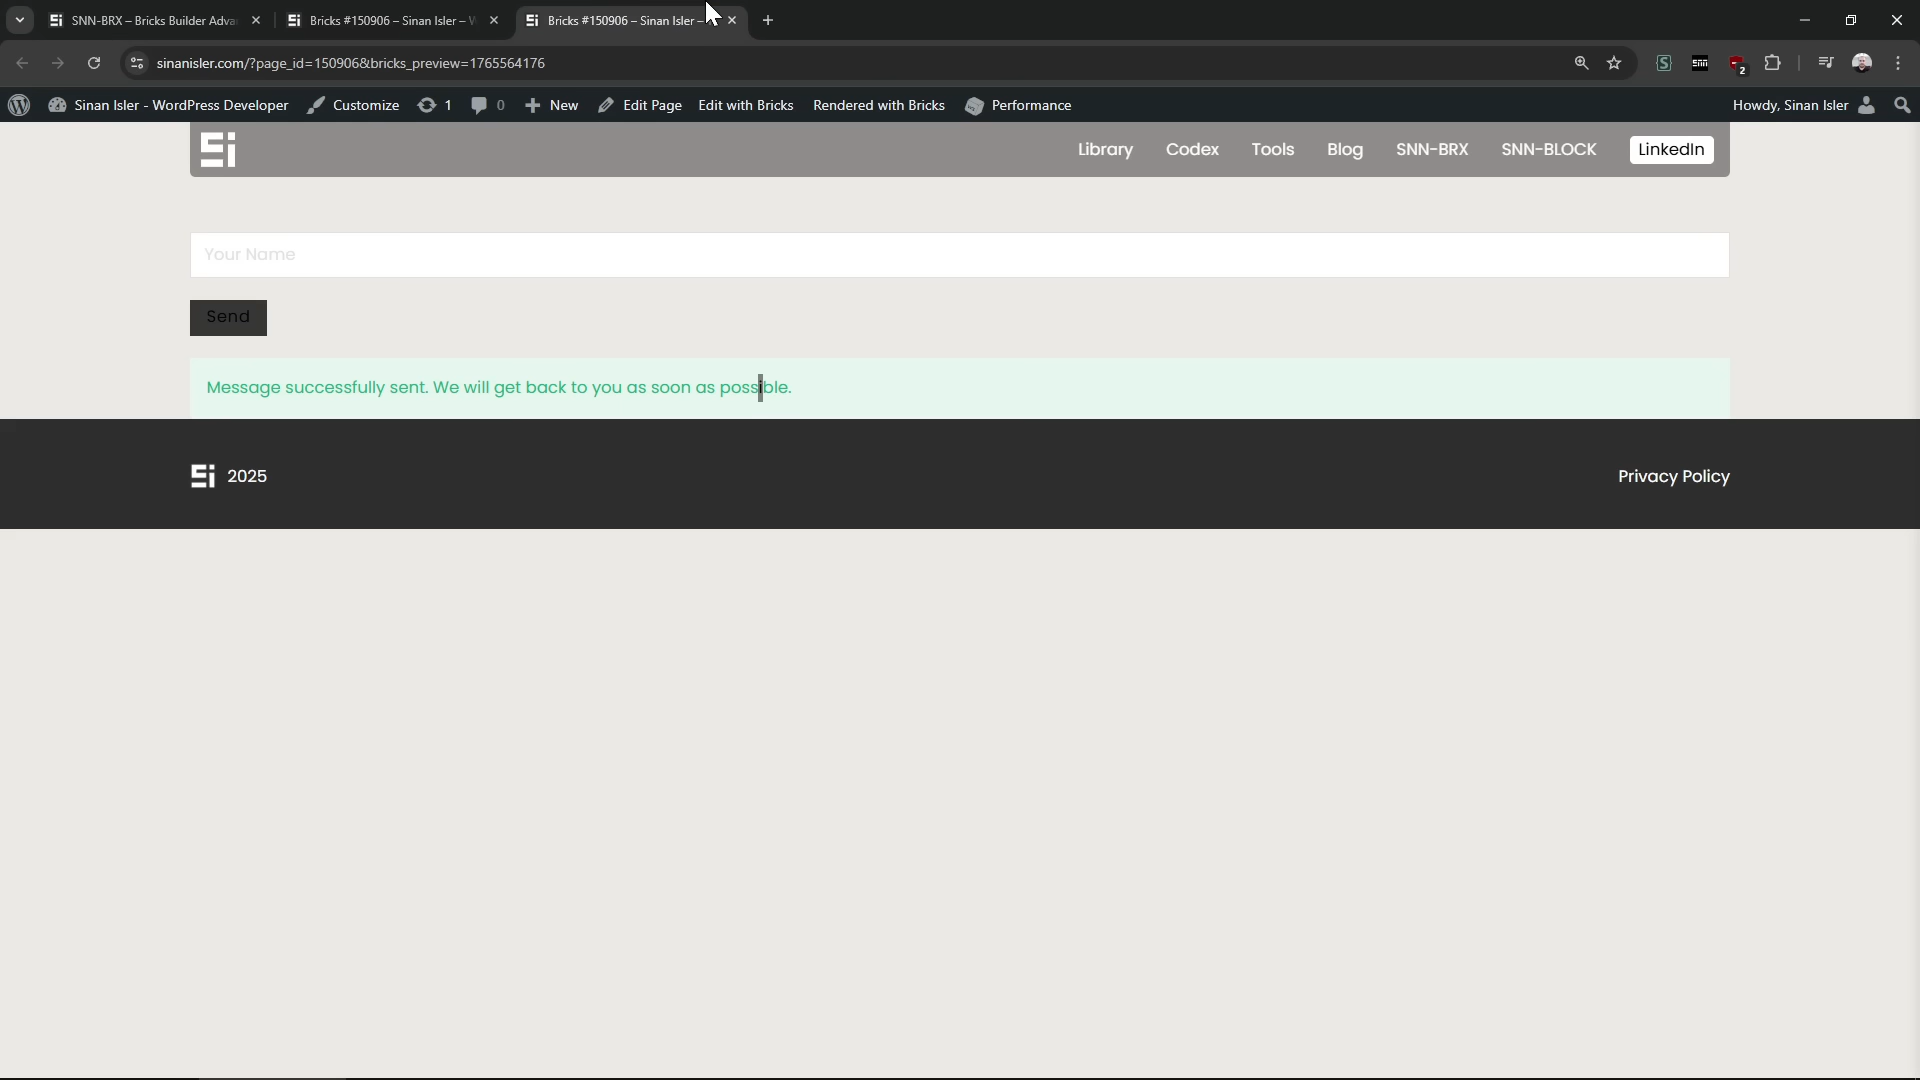 SNN-BRX – Bricks Builder Adva
Bricks #150906 – Sinan Isler – W
Bricks #150906 – Sinan Isler –
sinanisler.com/?page_id=150906&bricks_preview=1765564176
2
Sinan Isler - WordPress Developer Customize 1 0 New Edit Page Edit with Bricks Rendered with Bricks Performance Howdy, Sinan Isler
Si Library Codex Tools Blog SNN-BRX SNN-BLOCK LinkedIn
Your Name
Send
Message successfully sent. We will get back to you as soon as possible.
Si 2025 Privacy Policy